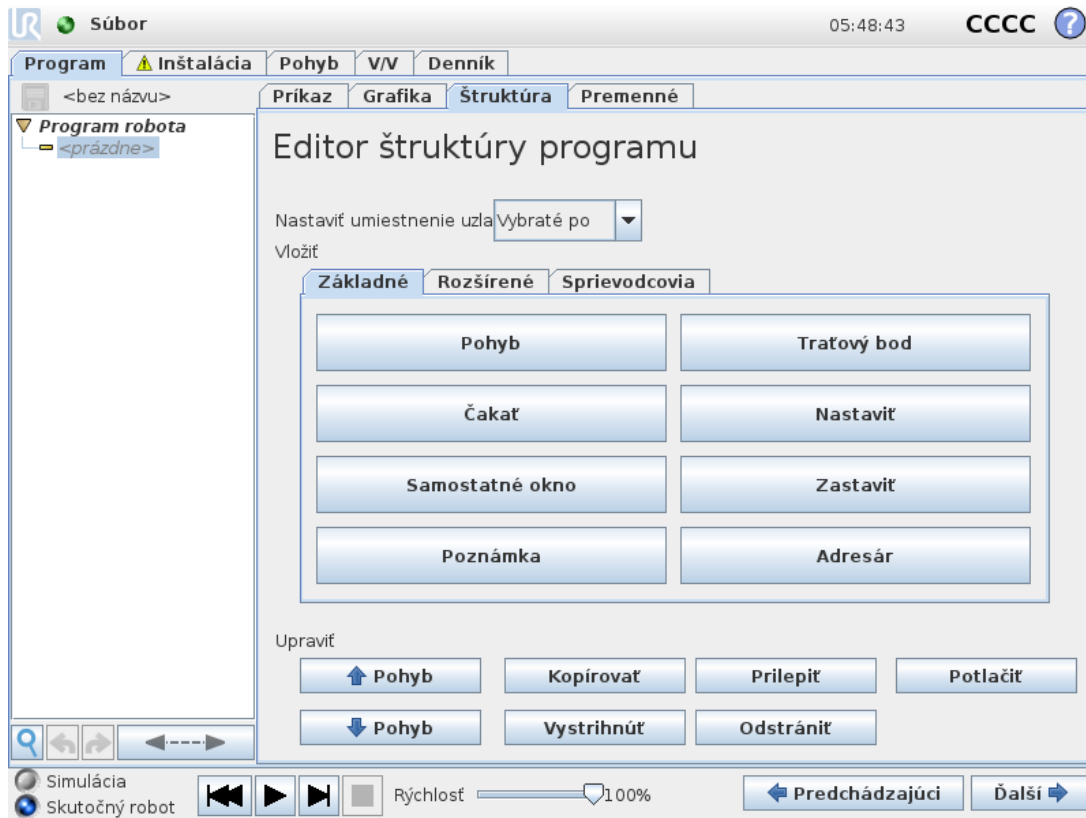 UR Súbor 05:48:43 CCCC ?
Program Inštalácia Pohyb V/V Denník
<bez názvu>
Príkaz Grafika Štruktúra Premenné
Program robota
<prázdne>
Editor štruktúry programu
Nastaviť umiestnenie uzla Vybraté po
Vložiť
Základné Rozšírené Sprievodcovia
Pohyb Traťový bod
Čakať Nastaviť
Samostatné okno Zastaviť
Poznámka Adresár
Upraviť
Pohyb Kopírovať Prilepiť Potlačiť
Pohyb Vystrihnúť Odstrániť
Simulácia
Skutočný robot
Rýchlosť 100% Predchádzajúci Ďalší